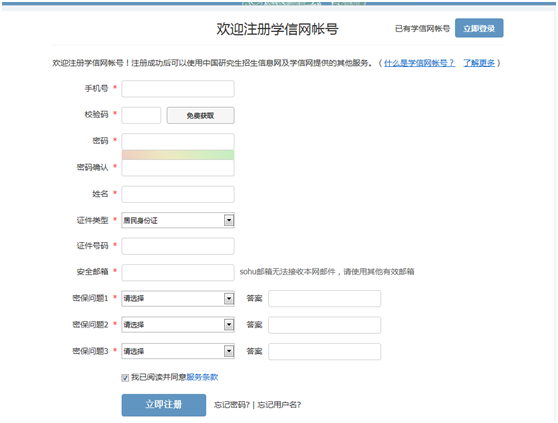 欢迎注册学信网帐号
已有学信网帐号 立即登录
欢迎注册学信网帐号！注册成功后可以使用中国研究生招生信息网及学信网提供的其他服务。（什么是学信网帐号？ 了解更多）
手机号 *
校验码 * 免费获取
密码 *
密码确认 *
姓名 *
证件类型 * 居民身份证
证件号码 *
安全邮箱 * sohu邮箱无法接收本网邮件，请使用其他有效邮箱
密保问题1 * 请选择 答案
密保问题2 * 请选择 答案
密保问题3 * 请选择 答案
我已阅读并同意服务条款
立即注册 忘记密码? | 忘记用户名?